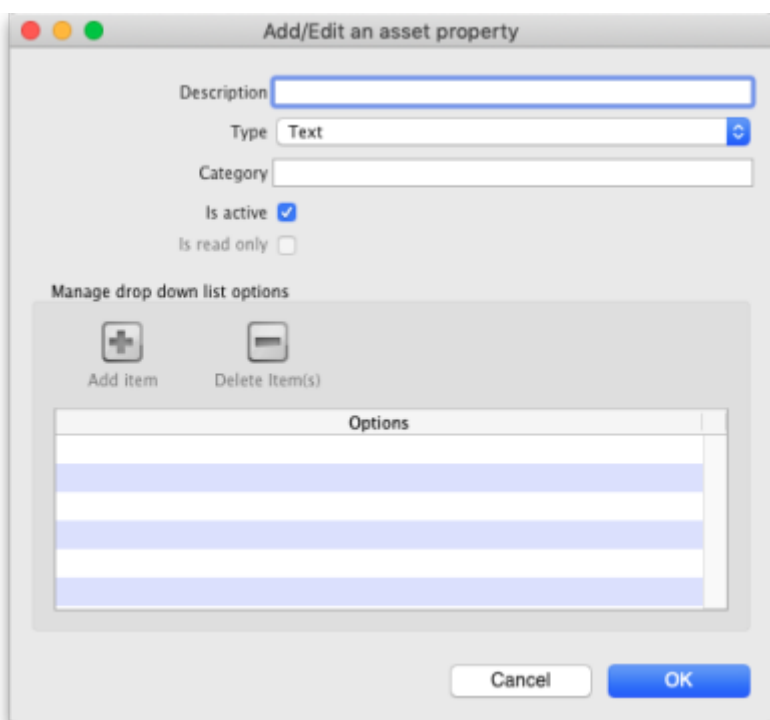 Add/Edit an asset property
Description
Type Text
Category
Is active
Is read only
Manage drop down list options
Add item Delete Item(s)
Options
Cancel OK